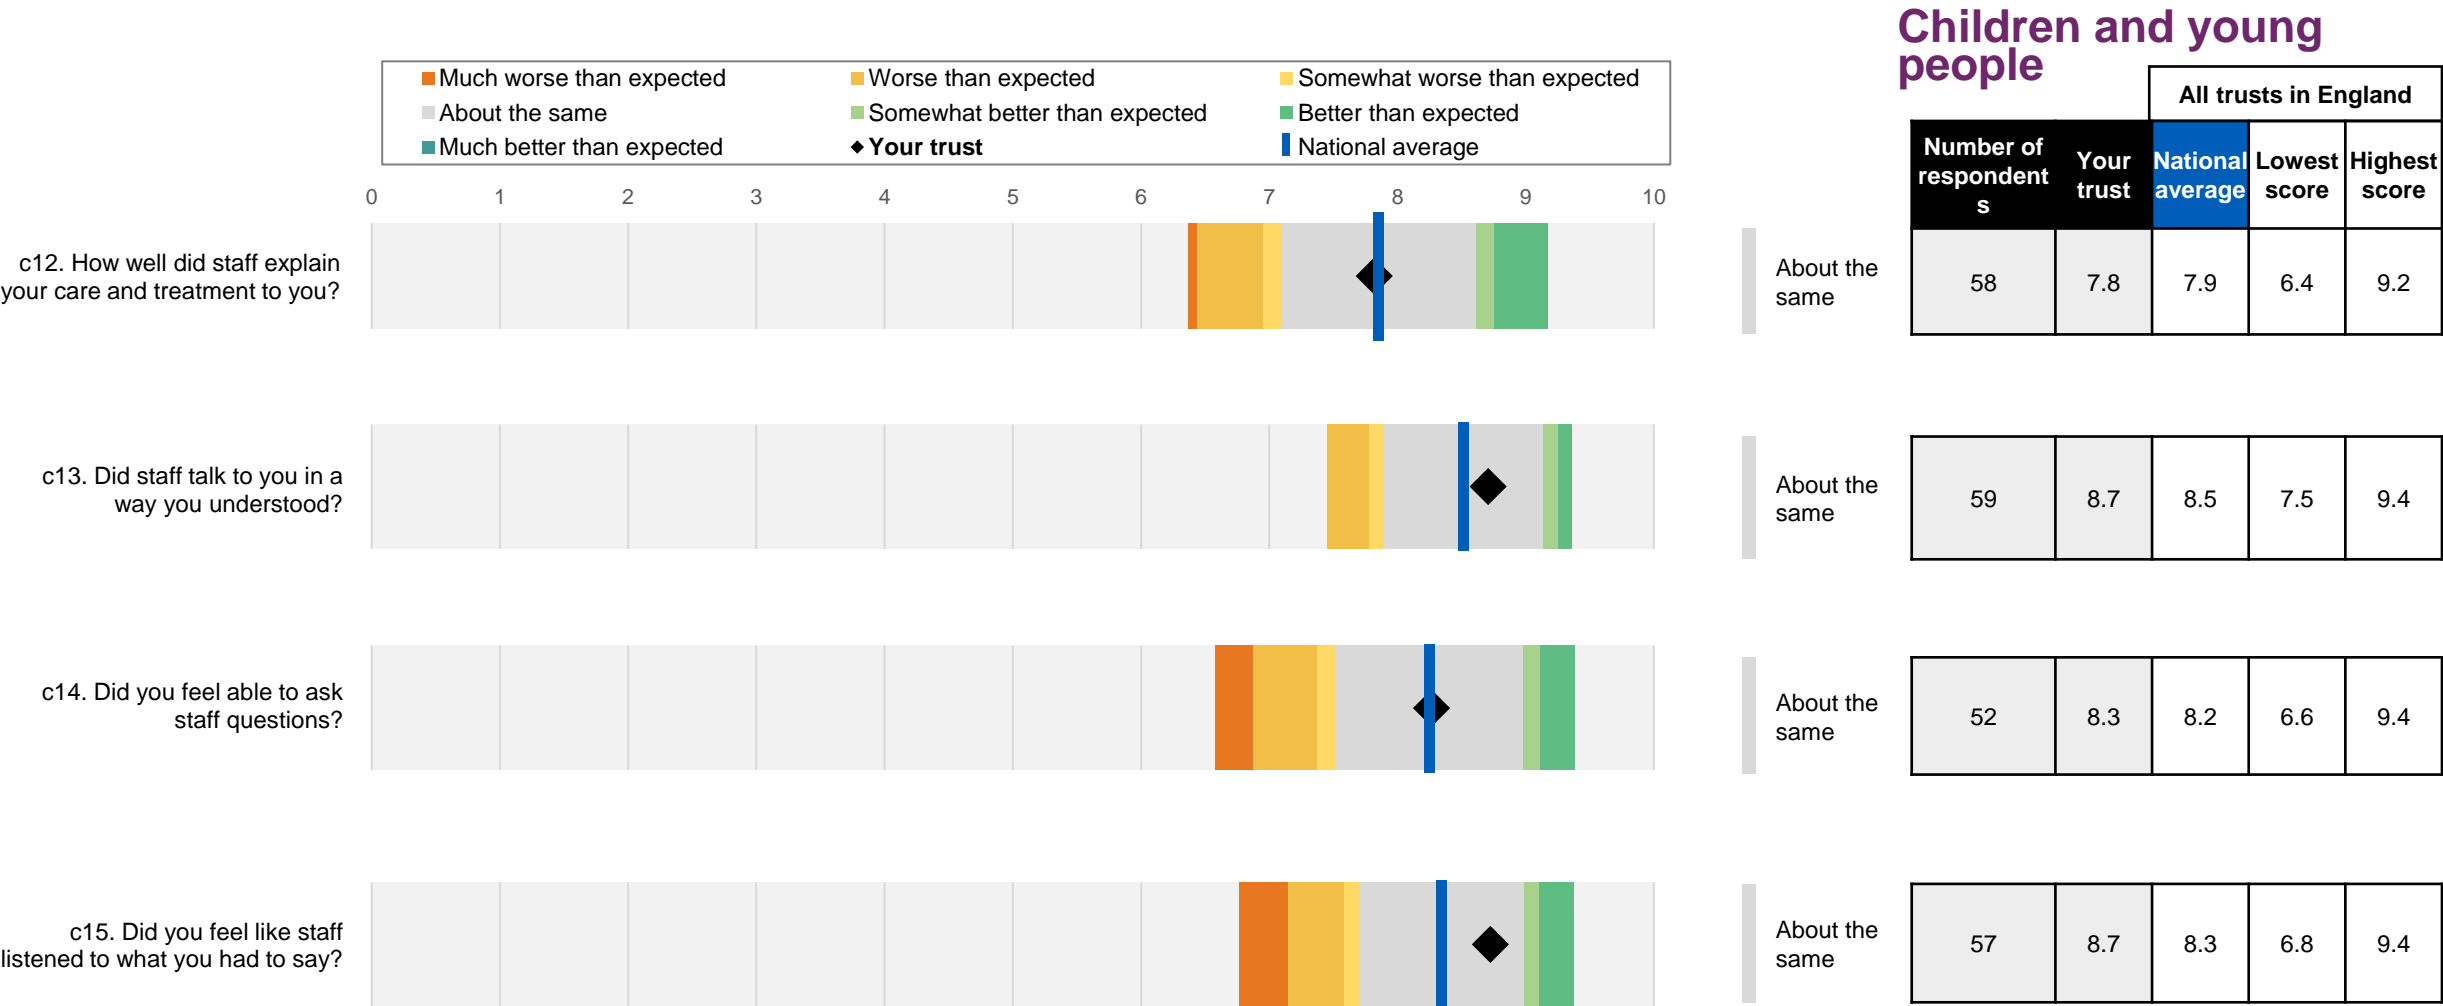 Children and young
people
Much worse than expected
Worse than expected
Somewhat worse than expected
About the same
Somewhat better than expected
Better than expected
Much better than expected
Your trust
National average
All trusts in England
Number of
respondent
s
Your
trust
National
average
Lowest
score
Highest
score
0 1 2 3 4 5 6 7 8 9 10
c12. How well did staff explain
your care and treatment to you?
About the
same
58 7.8 7.9 6.4 9.2
c13. Did staff talk to you in a
way you understood?
About the
same
59 8.7 8.5 7.5 9.4
c14. Did you feel able to ask
staff questions?
About the
same
52 8.3 8.2 6.6 9.4
c15. Did you feel like staff
listened to what you had to say?
About the
same
57 8.7 8.3 6.8 9.4